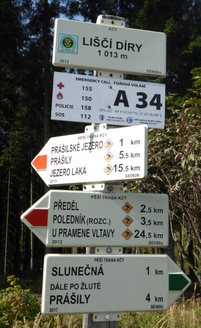 KČT
LIŠČÍ DÍRY
1 013 m
EMERGENCY CALL - TÍSŇOVÉ VOLÁNÍ
155
150
POLICIE 158
SOS 112
A 34
PĚŠÍ TRASA KČT
PRÁŠILSKÉ JEZERO 1 km
PRÁŠILY 5,5 km
JEZERO LAKA 15,5 km
PĚŠÍ TRASA KČT
PŘEDĚL 2,5 km
POLEDNÍK (ROZC.) 3,5 km
U PRAMENE VLTAVY 24,5 km
2012
PĚŠÍ TRASA KČT
SLUNEČNÁ 1 km
DÁLE PO ŽLUTÉ
PRÁŠILY 4 km